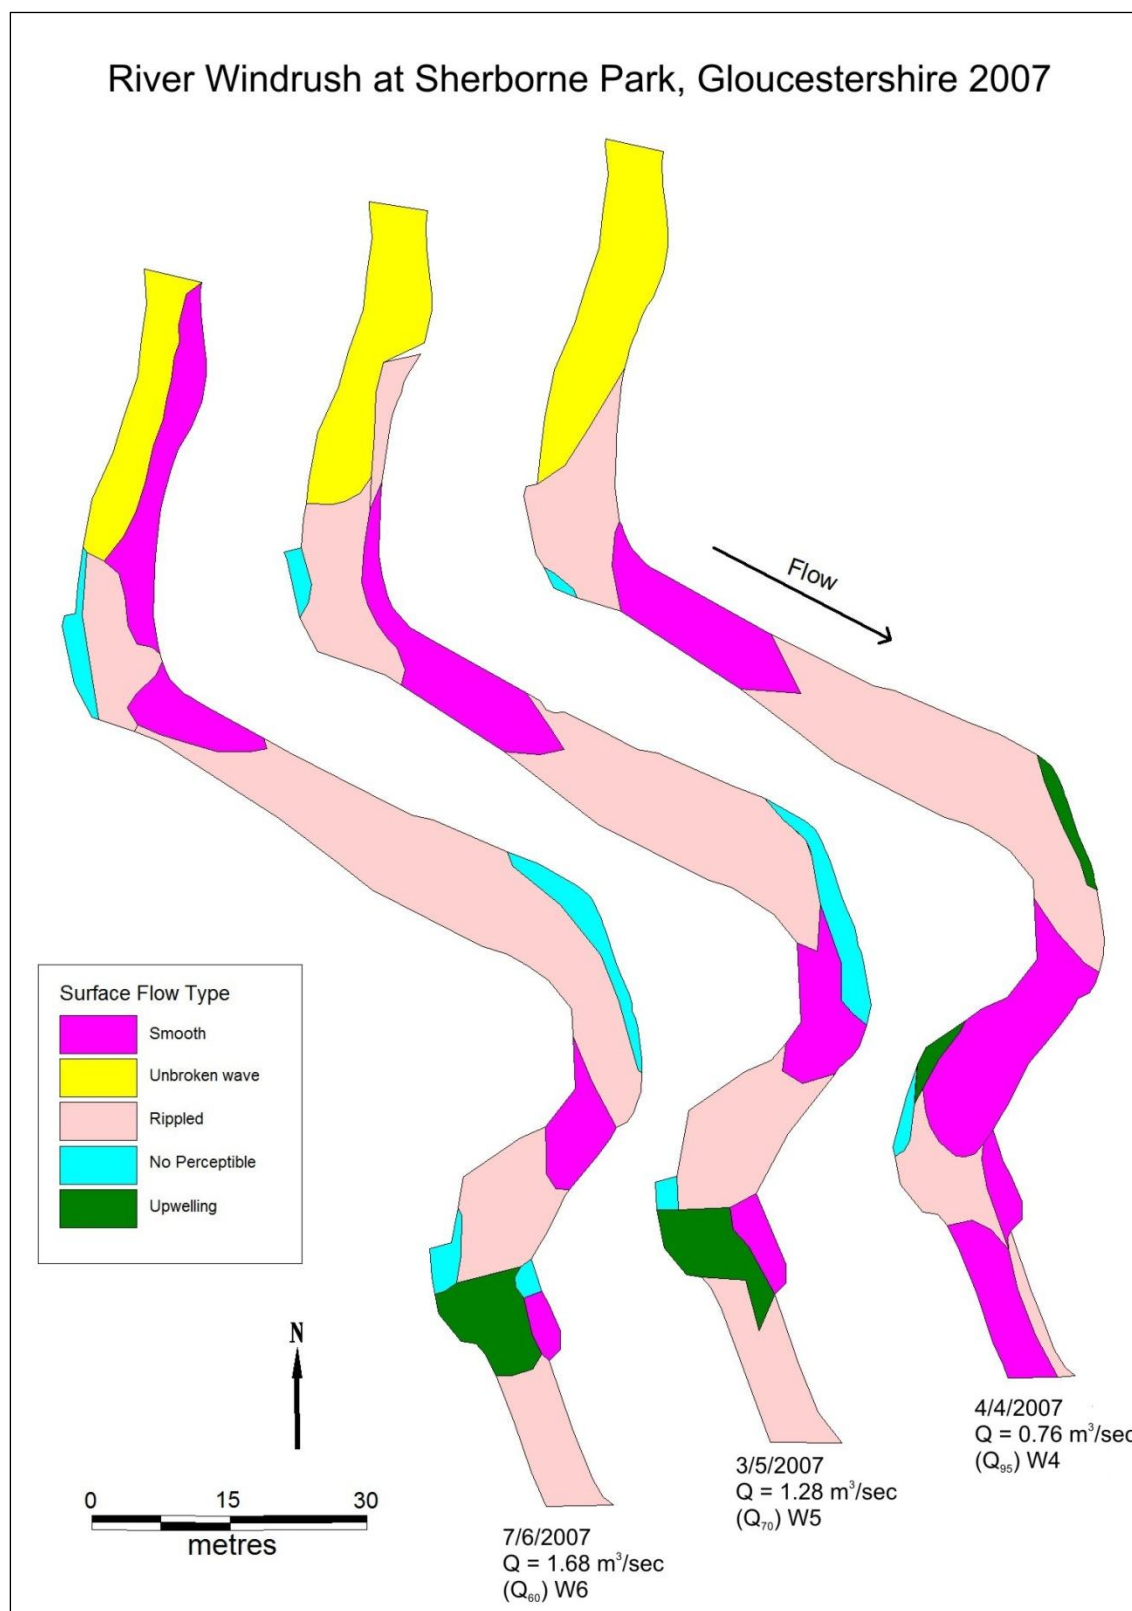 River Windrush at Sherborne Park, Gloucestershire 2007
Flow
Surface Flow Type
Smooth
Unbroken wave
Rippled
No Perceptible
Upwelling
N
0 15 30
metres
4/4/2007
Q = 0.76 m³/sec
(Q₉₅) W4
3/5/2007
Q = 1.28 m³/sec
(Q₇₀) W5
7/6/2007
Q = 1.68 m³/sec
(Q₆₀) W6